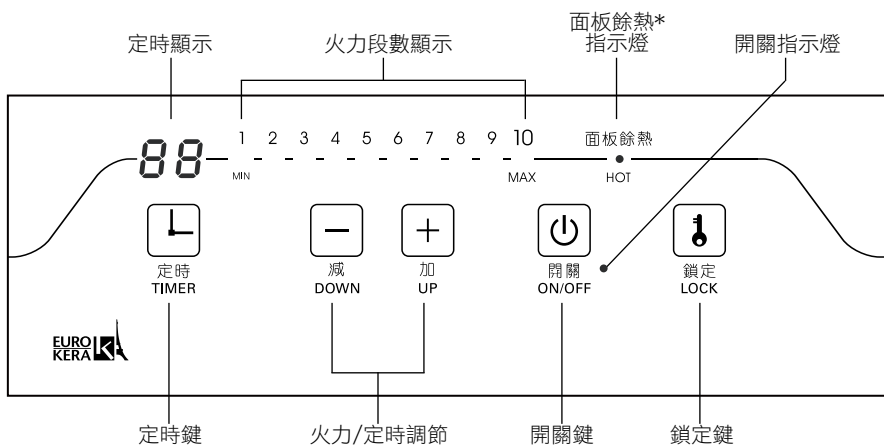 面板餘熱*
定時顯示 火力段數顯示 指示燈 開關指示燈
88 1 2 3 4 5 6 7 8 9 10 面板餘熱
MIN MAX HOT
定時 減 加 開關 鎖定
TIMER DOWN UP ON/OFF LOCK
EURO
KERA K
定時鍵 火力/定時調節 開關鍵 鎖定鍵